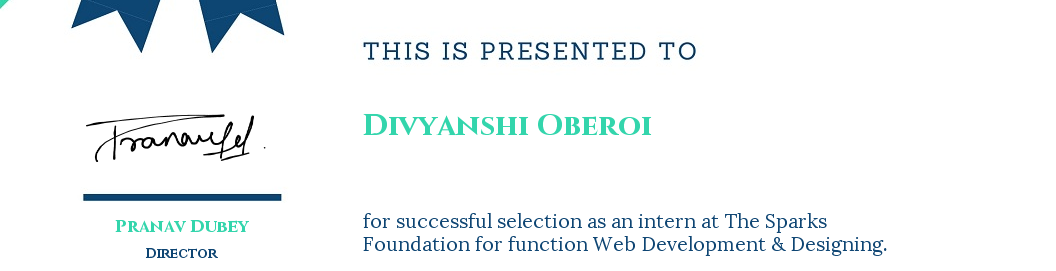 THIS IS PRESENTED TO
Divyanshi Oberoi
for successful selection as an intern at The Sparks
Foundation for function Web Development & Designing.
Pranav Dubey
Director